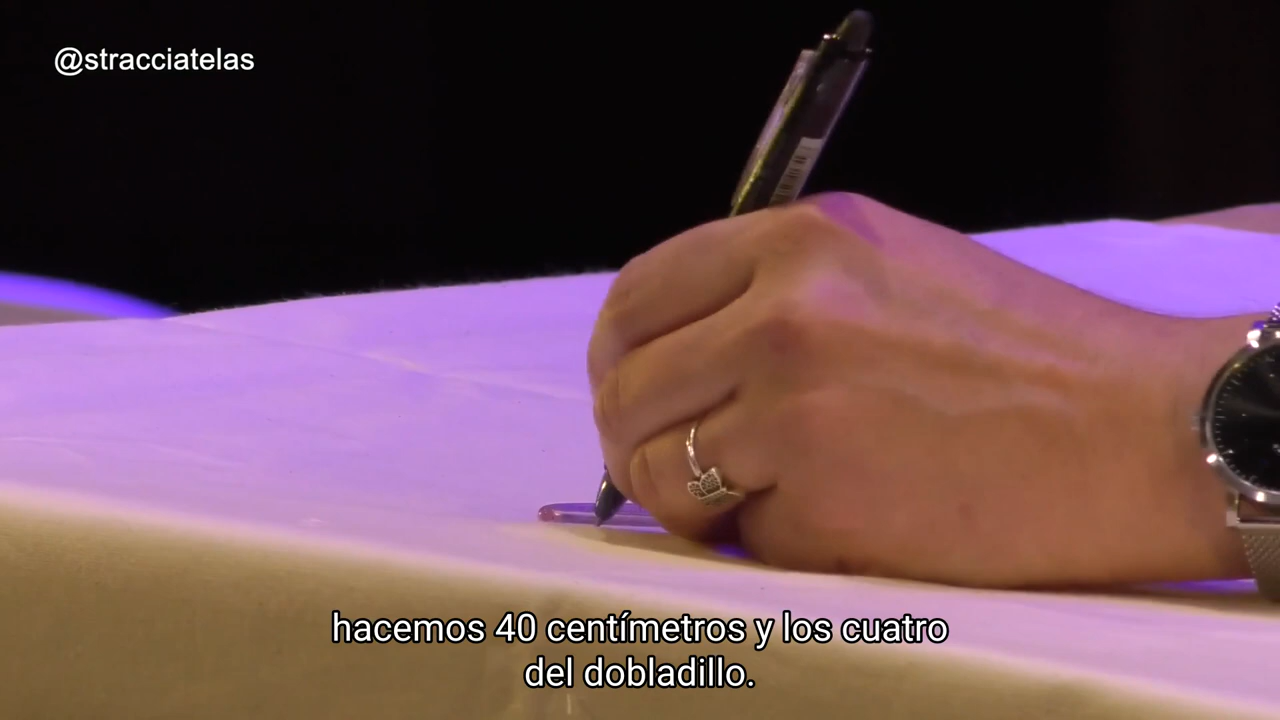 @stracciatelas
hacemos 40 centímetros y los cuatro
del dobladillo.